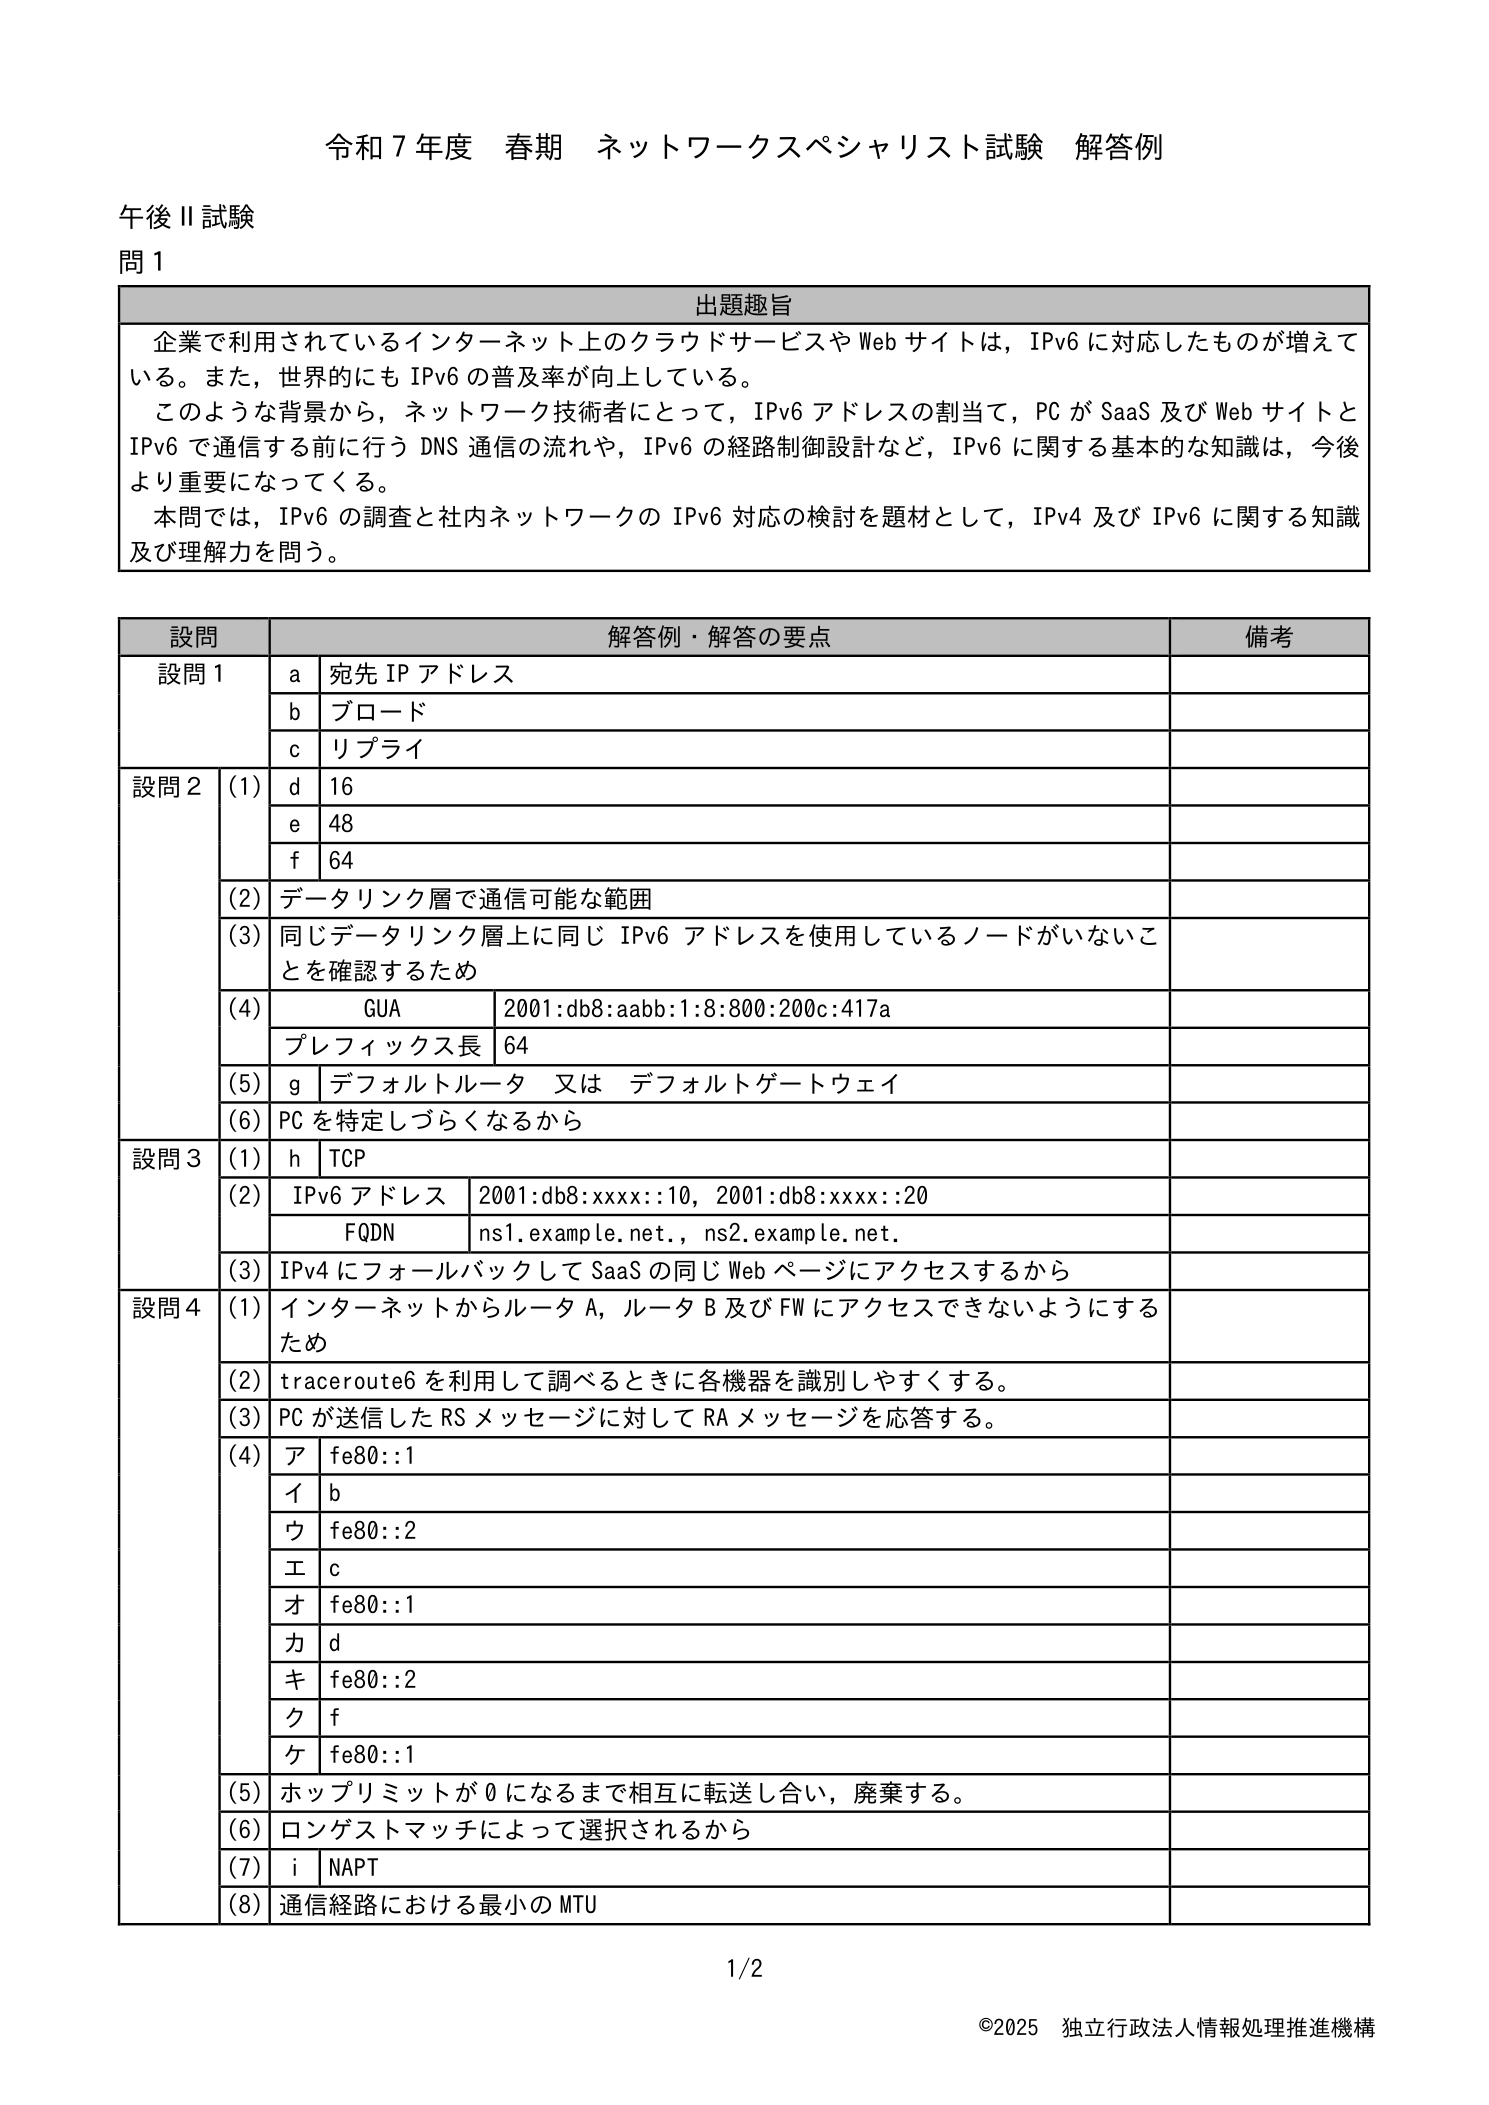 令和７年度　春期　ネットワークスペシャリスト試験　解答例
午後Ⅱ試験
問１
出題趣旨
　企業で利用されているインターネット上のクラウドサービスや Web サイトは，IPv6 に対応したものが増えて
いる。また，世界的にも IPv6 の普及率が向上している。
　このような背景から，ネットワーク技術者にとって，IPv6 アドレスの割当て，PC が SaaS 及び Web サイトと
IPv6 で通信する前に行う DNS 通信の流れや，IPv6 の経路制御設計など，IPv6 に関する基本的な知識は，今後
より重要になってくる。
　本問では，IPv6 の調査と社内ネットワークの IPv6 対応の検討を題材として，IPv4 及び IPv6 に関する知識
及び理解力を問う。
設問 解答例・解答の要点 備考
設問１ a 宛先 IP アドレス
b ブロード
c リプライ
設問２ (1) d 16
e 48
f 64
(2) データリンク層で通信可能な範囲
(3) 同じデータリンク層上に同じ IPv6 アドレスを使用しているノードがいないこ
とを確認するため
(4) GUA 2001:db8:aabb:1:8:800:200c:417a
プレフィックス長 64
(5) g デフォルトルータ　又は　デフォルトゲートウェイ
(6) PC を特定しづらくなるから
設問３ (1) h TCP
(2) IPv6 アドレス 2001:db8:xxxx::10，2001:db8:xxxx::20
FQDN ns1.example.net.，ns2.example.net.
(3) IPv4 にフォールバックして SaaS の同じ Web ページにアクセスするから
設問４ (1) インターネットからルータ A，ルータ B 及び FW にアクセスできないようにする
ため
(2) traceroute6 を利用して調べるときに各機器を識別しやすくする。
(3) PC が送信した RS メッセージに対して RA メッセージを応答する。
(4) ア fe80::1
イ b
ウ fe80::2
エ c
オ fe80::1
カ d
キ fe80::2
ク f
ケ fe80::1
(5) ホップリミットが 0 になるまで相互に転送し合い，廃棄する。
(6) ロンゲストマッチによって選択されるから
(7) i NAPT
(8) 通信経路における最小の MTU
1/2
©2025　独立行政法人情報処理推進機構